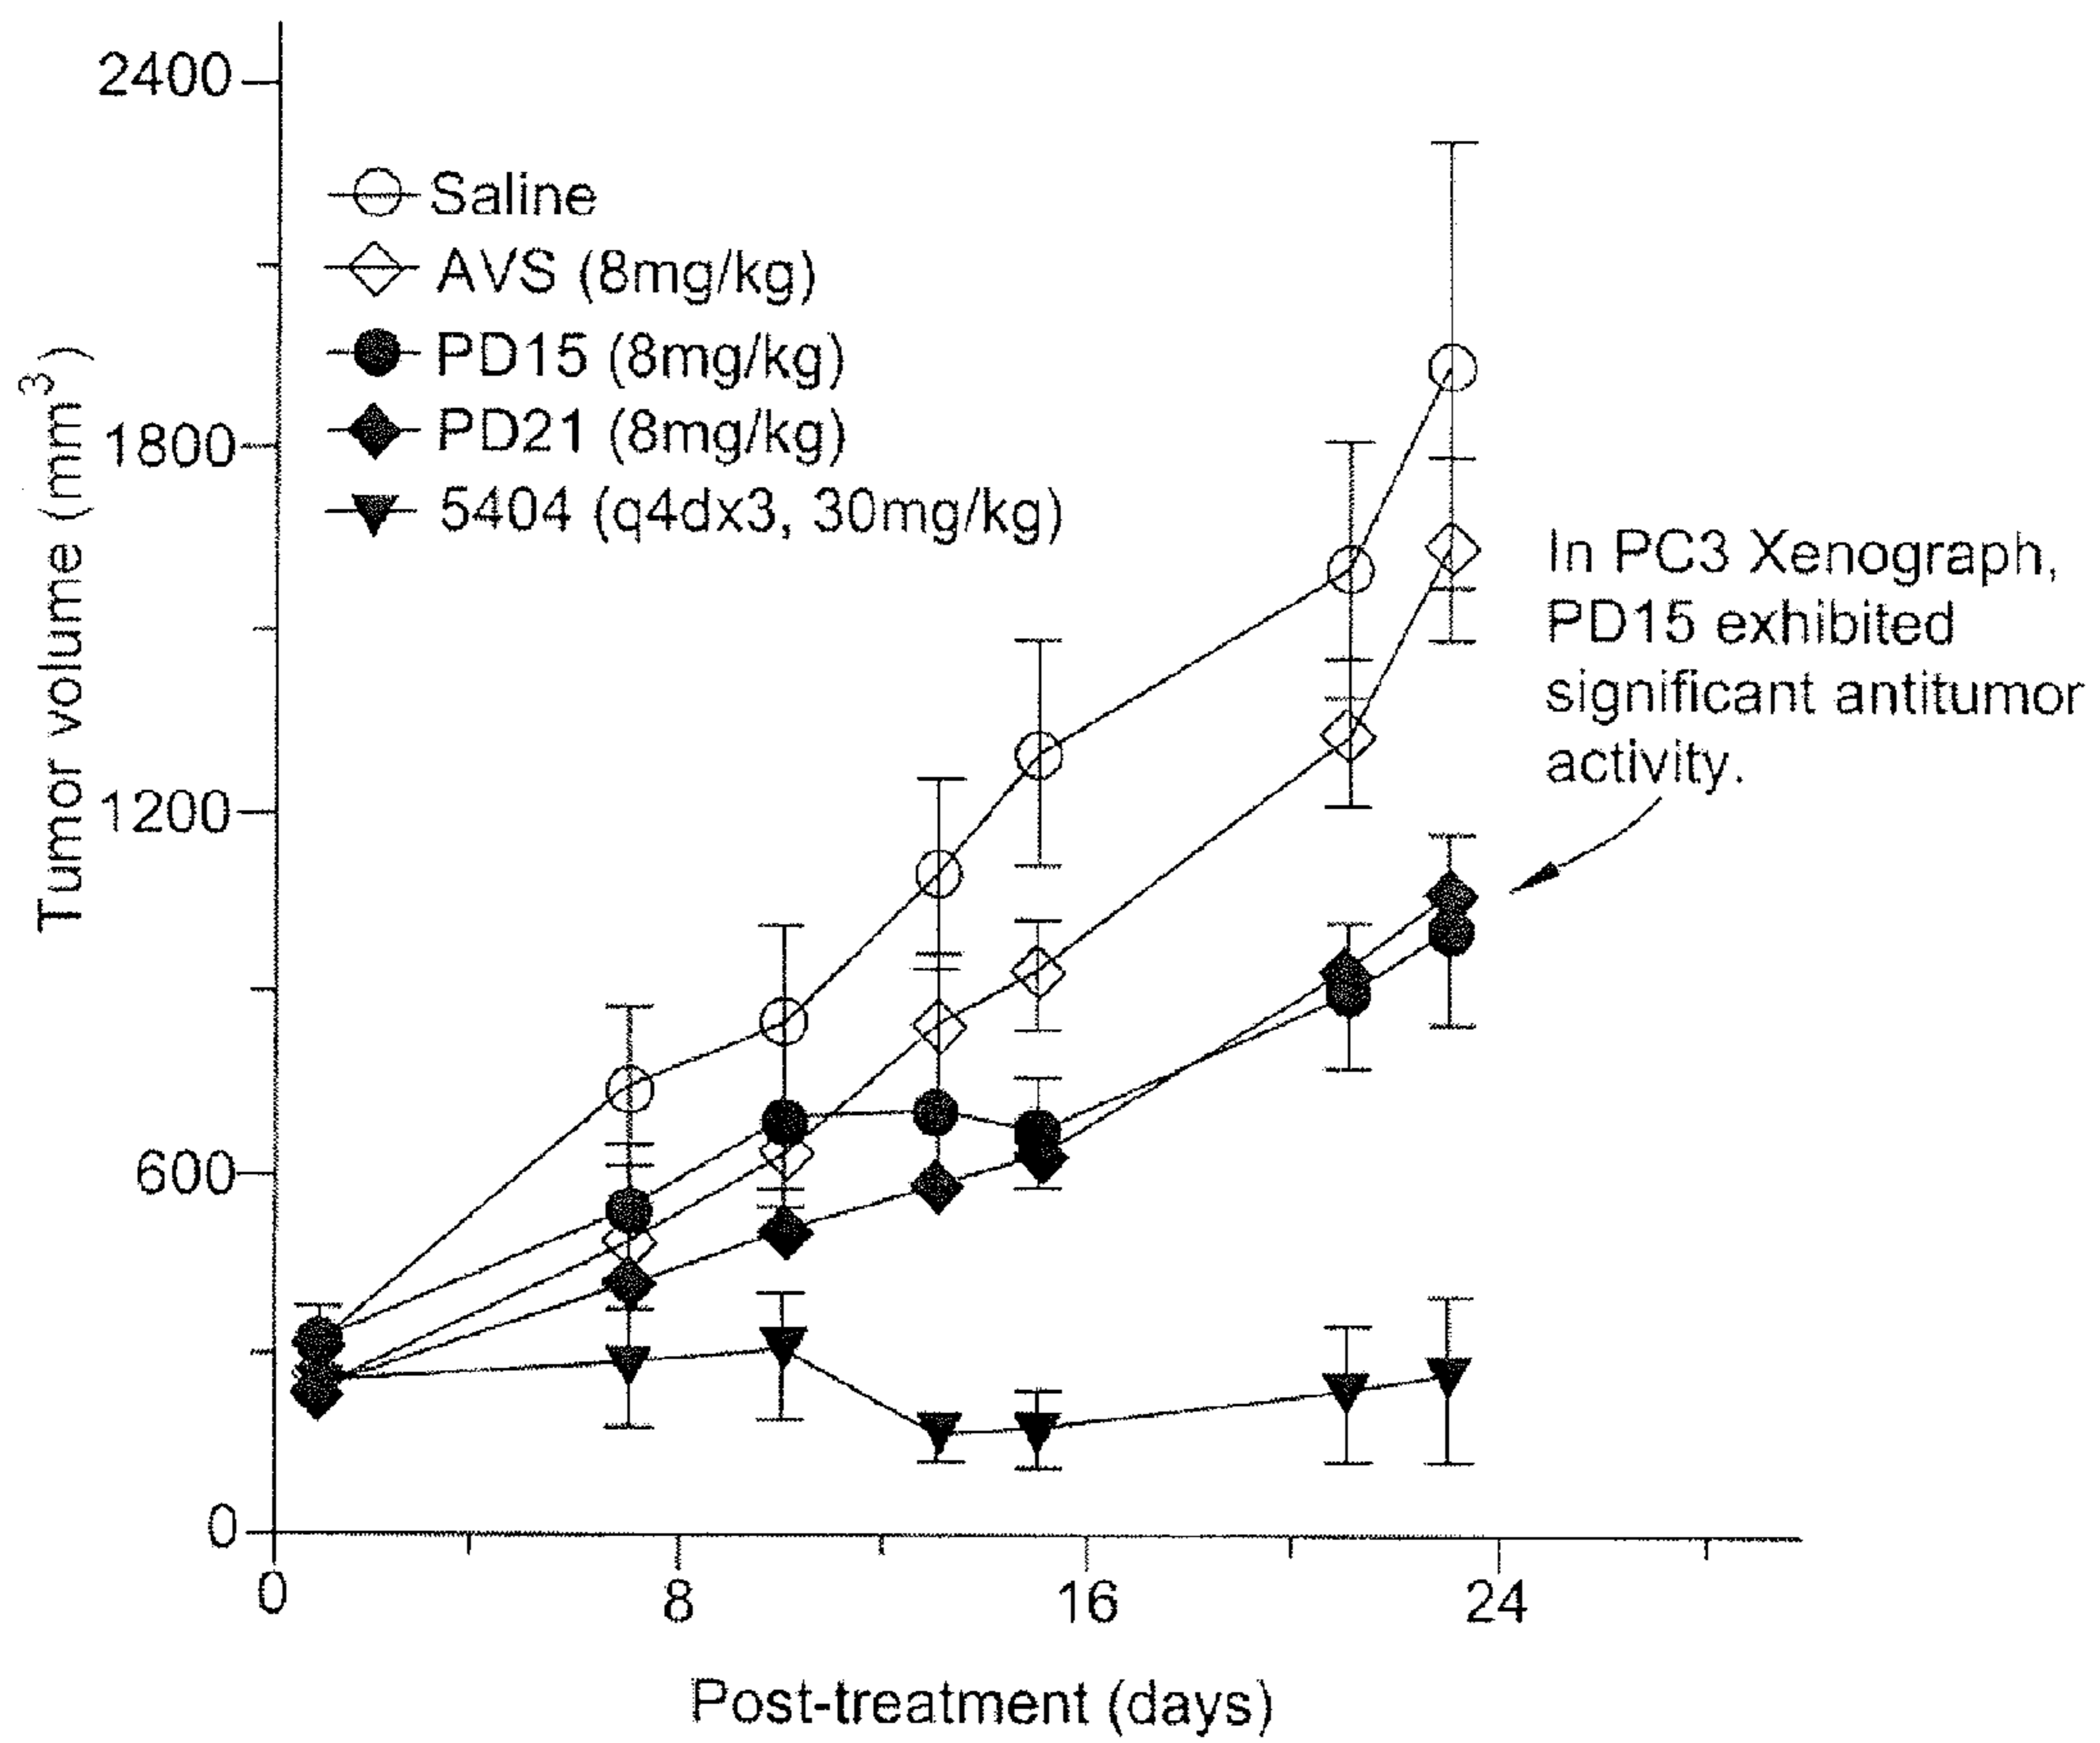 2400
1800
1200
600
0
Tumor volume (mm³)
Saline
AVS (8mg/kg)
PD15 (8mg/kg)
PD21 (8mg/kg)
5404 (q4dx3, 30mg/kg)
In PC3 Xenograph,
PD15 exhibited
significant antitumor
activity.
0
8
16
24
Post-treatment (days)